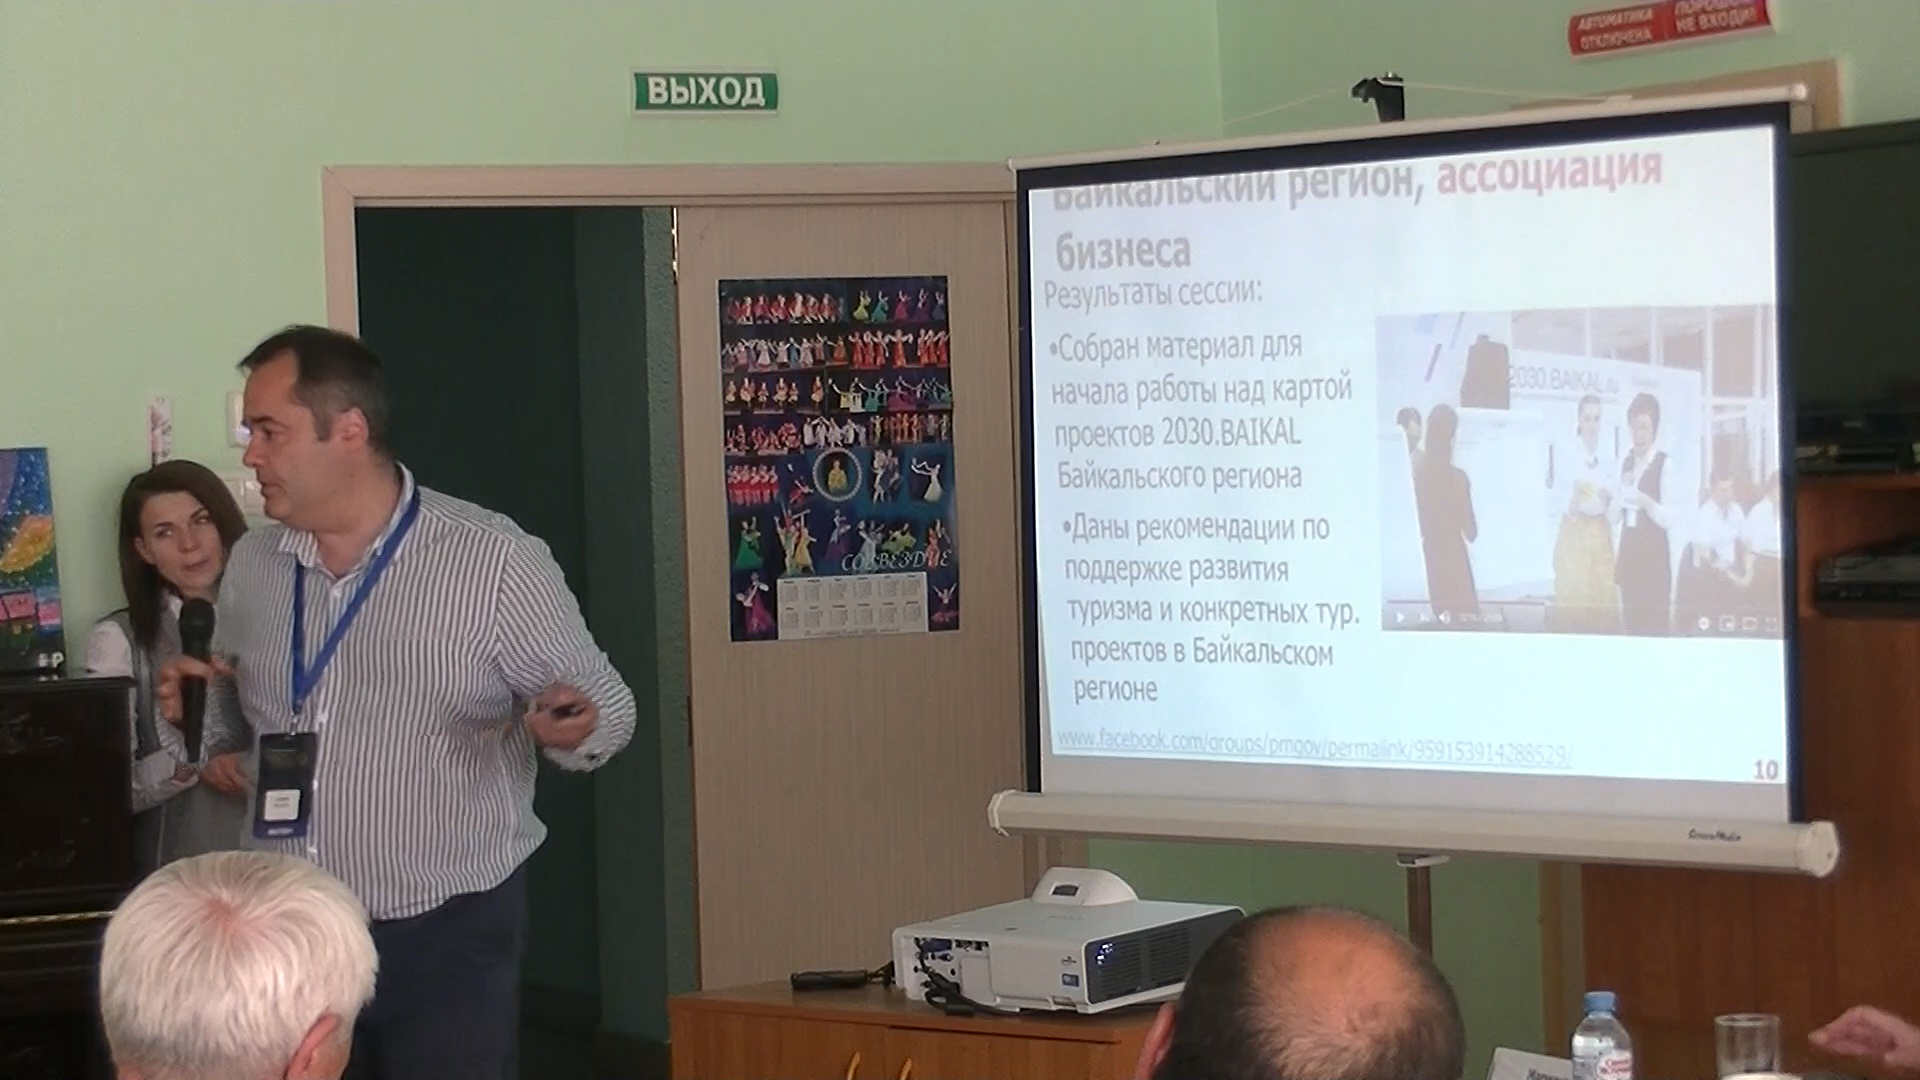 ВЫХОД
АВТОМАТИКА
ОТКЛЮЧЕНА
ПОРОШОК
НЕ ВХОДИ!
Байкальский регион, ассоциация
бизнеса
Результаты сессии:
•Собран материал для
начала работы над картой
проектов 2030.BAIKAL
Байкальского региона
•Даны рекомендации по
поддержке развития
туризма и конкретных тур.
проектов в Байкальском
регионе
2030.BAIKAL
www.facebook.com/groups/pmgov/permalink/959153914288529/
10
СОЗВЕЗДИЕ